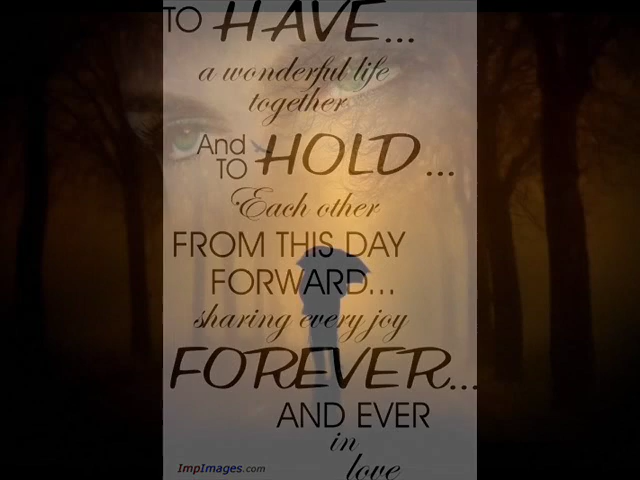 TO HAVE...
a wonderful life
together
And
TO HOLD...
Each other
FROM THIS DAY
FORWARD...
sharing every joy
FOREVER...
AND EVER
in
love
ImpImages.com